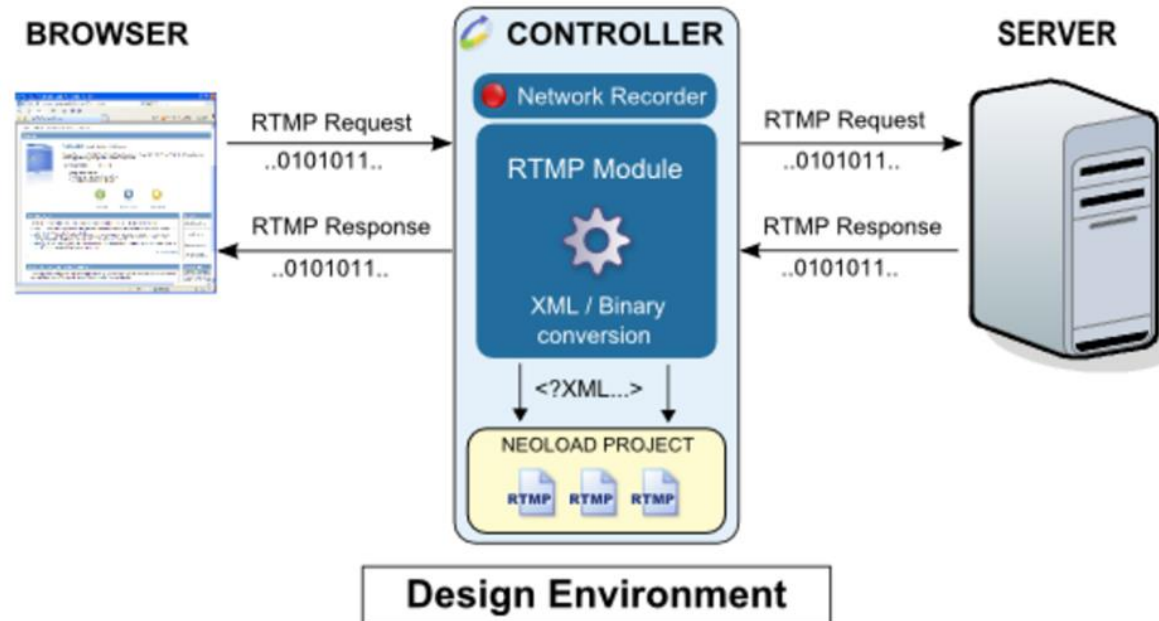 BROWSER
CONTROLLER
SERVER
Network Recorder
RTMP Request
..0101011..
RTMP Response
..0101011..
RTMP Module
XML / Binary
conversion
RTMP Request
..0101011..
RTMP Response
..0101011..
<?XML...>
NEOLOAD PROJECT
RTMP
RTMP
RTMP
Design Environment